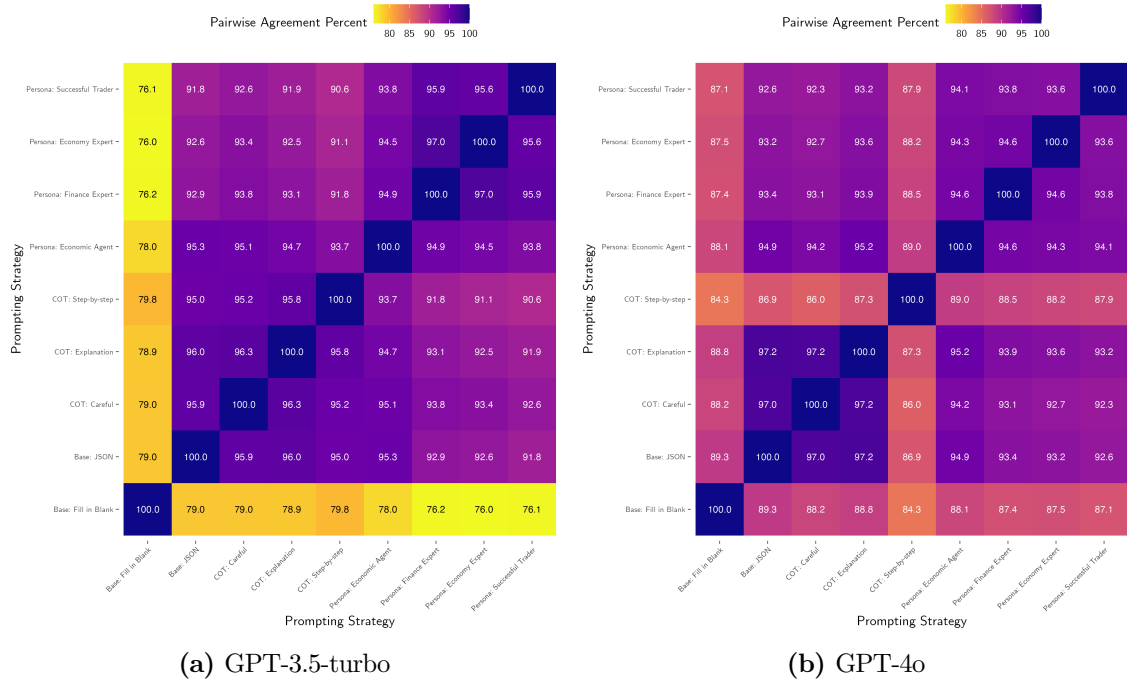 Pairwise Agreement Percent
80 85 90 95 100
Prompting Strategy
Persona: Successful Trader 76.1 91.8 92.6 91.9 90.6 93.8 95.9 95.6 100.0
Persona: Economy Expert 76.0 92.6 93.4 92.5 91.1 94.5 97.0 100.0 95.6
Persona: Finance Expert 76.2 92.9 93.8 93.1 91.8 94.9 100.0 97.0 95.9
Persona: Economic Agent 78.0 95.3 95.1 94.7 93.7 100.0 94.9 94.5 93.8
COT: Step-by-step 79.8 95.0 95.2 95.8 100.0 93.7 91.8 91.1 90.6
COT: Explanation 78.9 96.0 96.3 100.0 95.8 94.7 93.1 92.5 91.9
COT: Careful 79.0 95.9 100.0 96.3 95.2 95.1 93.8 93.4 92.6
Base: JSON 79.0 100.0 95.9 96.0 95.0 95.3 92.9 92.6 91.8
Base: Fill in Blank 100.0 79.0 79.0 78.9 79.8 78.0 76.2 76.0 76.1
Base: Fill in Blank
Base: JSON
COT: Careful
COT: Explanation
COT: Step-by-step
Persona: Economic Agent
Persona: Finance Expert
Persona: Economy Expert
Persona: Successful Trader
Prompting Strategy
(a) GPT-3.5-turbo
Pairwise Agreement Percent
80 85 90 95 100
Prompting Strategy
Persona: Successful Trader 87.1 92.6 92.3 93.2 87.9 94.1 93.8 93.6 100.0
Persona: Economy Expert 87.5 93.2 92.7 93.6 88.2 94.3 94.6 100.0 93.6
Persona: Finance Expert 87.4 93.4 93.1 93.9 88.5 94.6 100.0 94.6 93.8
Persona: Economic Agent 88.1 94.9 94.2 95.2 89.0 100.0 94.6 94.3 94.1
COT: Step-by-step 84.3 86.9 86.0 87.3 100.0 89.0 88.5 88.2 87.9
COT: Explanation 88.8 97.2 97.2 100.0 87.3 95.2 93.9 93.6 93.2
COT: Careful 88.2 97.0 100.0 97.2 86.0 94.2 93.1 92.7 92.3
Base: JSON 89.3 100.0 97.0 97.2 86.9 94.9 93.4 93.2 92.6
Base: Fill in Blank 100.0 89.3 88.2 88.8 84.3 88.1 87.4 87.5 87.1
Base: Fill in Blank
Base: JSON
COT: Careful
COT: Explanation
COT: Step-by-step
Persona: Economic Agent
Persona: Finance Expert
Persona: Economy Expert
Persona: Successful Trader
Prompting Strategy
(b) GPT-4o